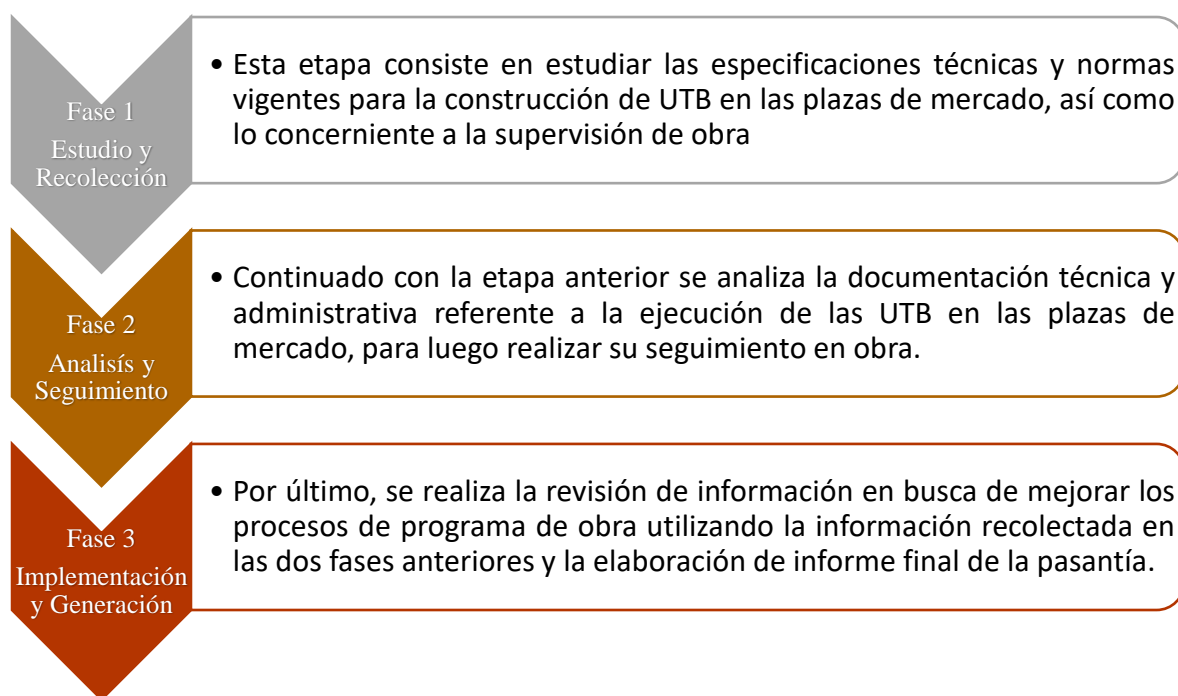 Fase 1
Estudio y
Recolección
• Esta etapa consiste en estudiar las especificaciones técnicas y normas
vigentes para la construcción de UTB en las plazas de mercado, así como
lo concerniente a la supervisión de obra
Fase 2
Analisís y
Seguimiento
• Continuado con la etapa anterior se analiza la documentación técnica y
administrativa referente a la ejecución de las UTB en las plazas de
mercado, para luego realizar su seguimiento en obra.
Fase 3
Implementación
y Generación
• Por último, se realiza la revisión de información en busca de mejorar los
procesos de programa de obra utilizando la información recolectada en
las dos fases anteriores y la elaboración de informe final de la pasantía.